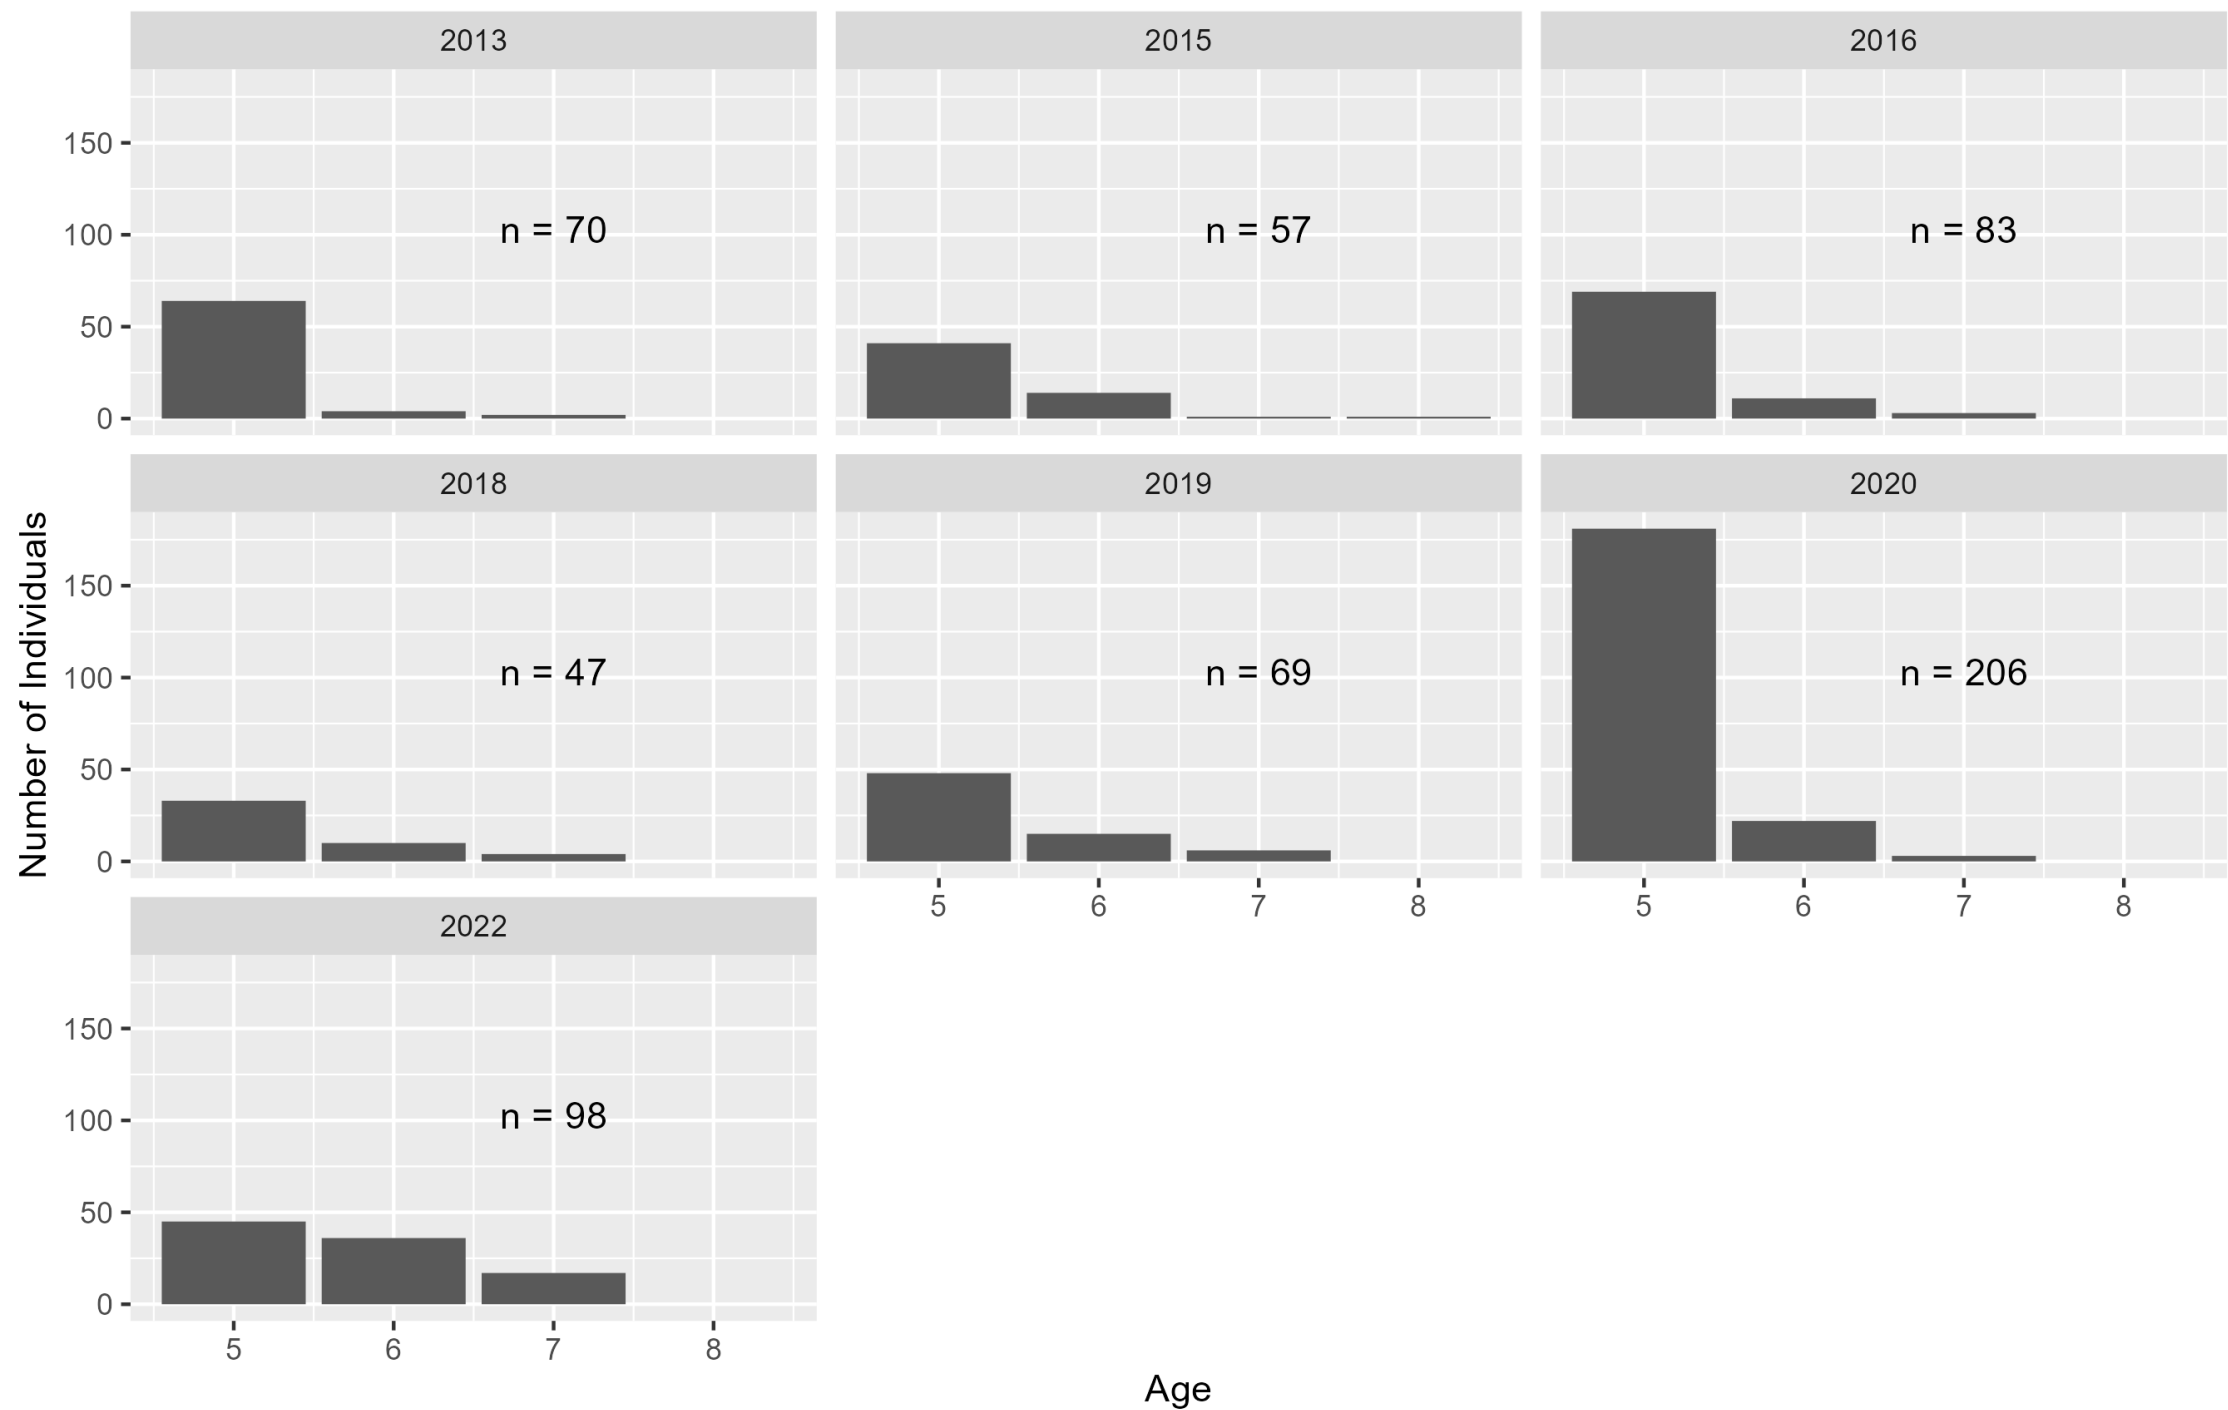 2013 2015 2016
150
100
50
0
n = 70 n = 57 n = 83
2018 2019 2020
Number of Individuals
150
100
50
0
n = 47 n = 69 n = 206
5 6 7 8 5 6 7 8
2022
150
100
50
0
n = 98
5 6 7 8
Age